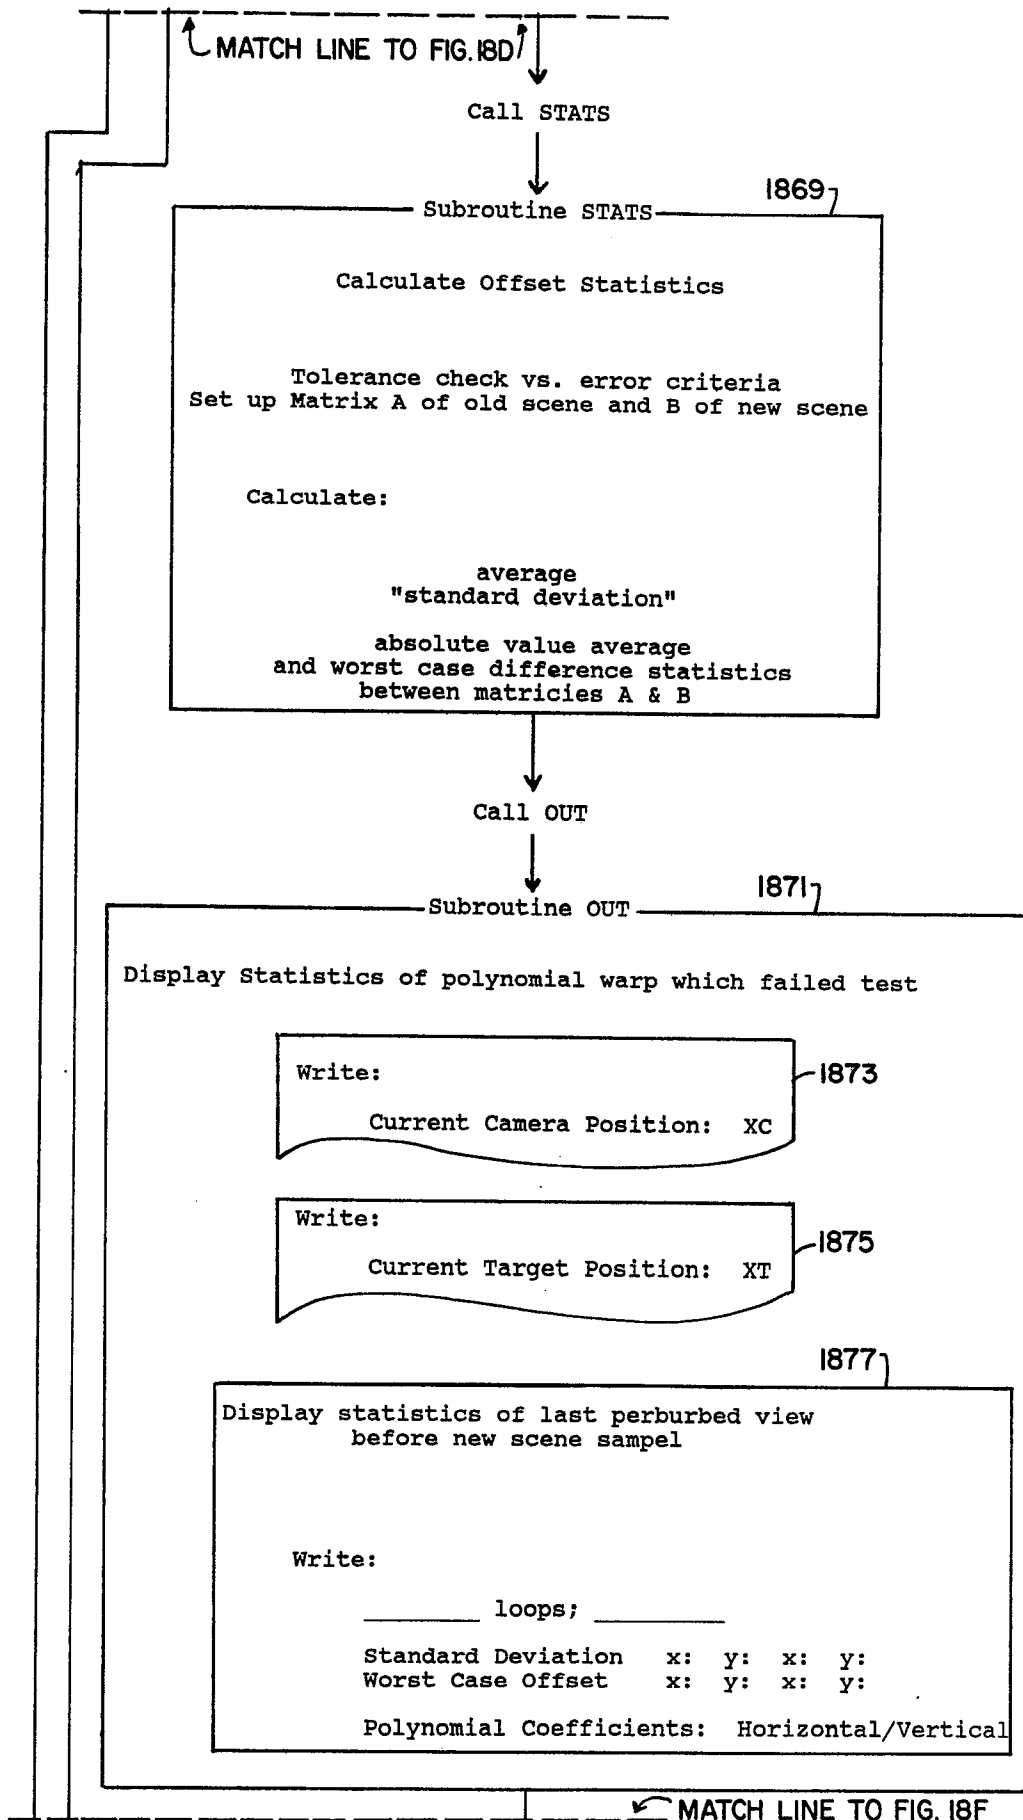 MATCH LINE TO FIG. 18D
Call STATS
1869
Subroutine STATS
Calculate Offset Statistics
Tolerance check vs. error criteria
Set up Matrix A of old scene and B of new scene
Calculate:
average
"standard deviation"
absolute value average
and worst case difference statistics
between matricies A & B
Call OUT
1871
Subroutine OUT
Display Statistics of polynomial warp which failed test
Write:
1873
Current Camera Position: XC
Write:
1875
Current Target Position: XT
1877
Display statistics of last perburbed view
before new scene sampel
Write:
________ loops; _________
Standard Deviation x: y: x: y:
Worst Case Offset x: y: x: y:
Polynomial Coefficients: Horizontal/Vertical
MATCH LINE TO FIG. 18F